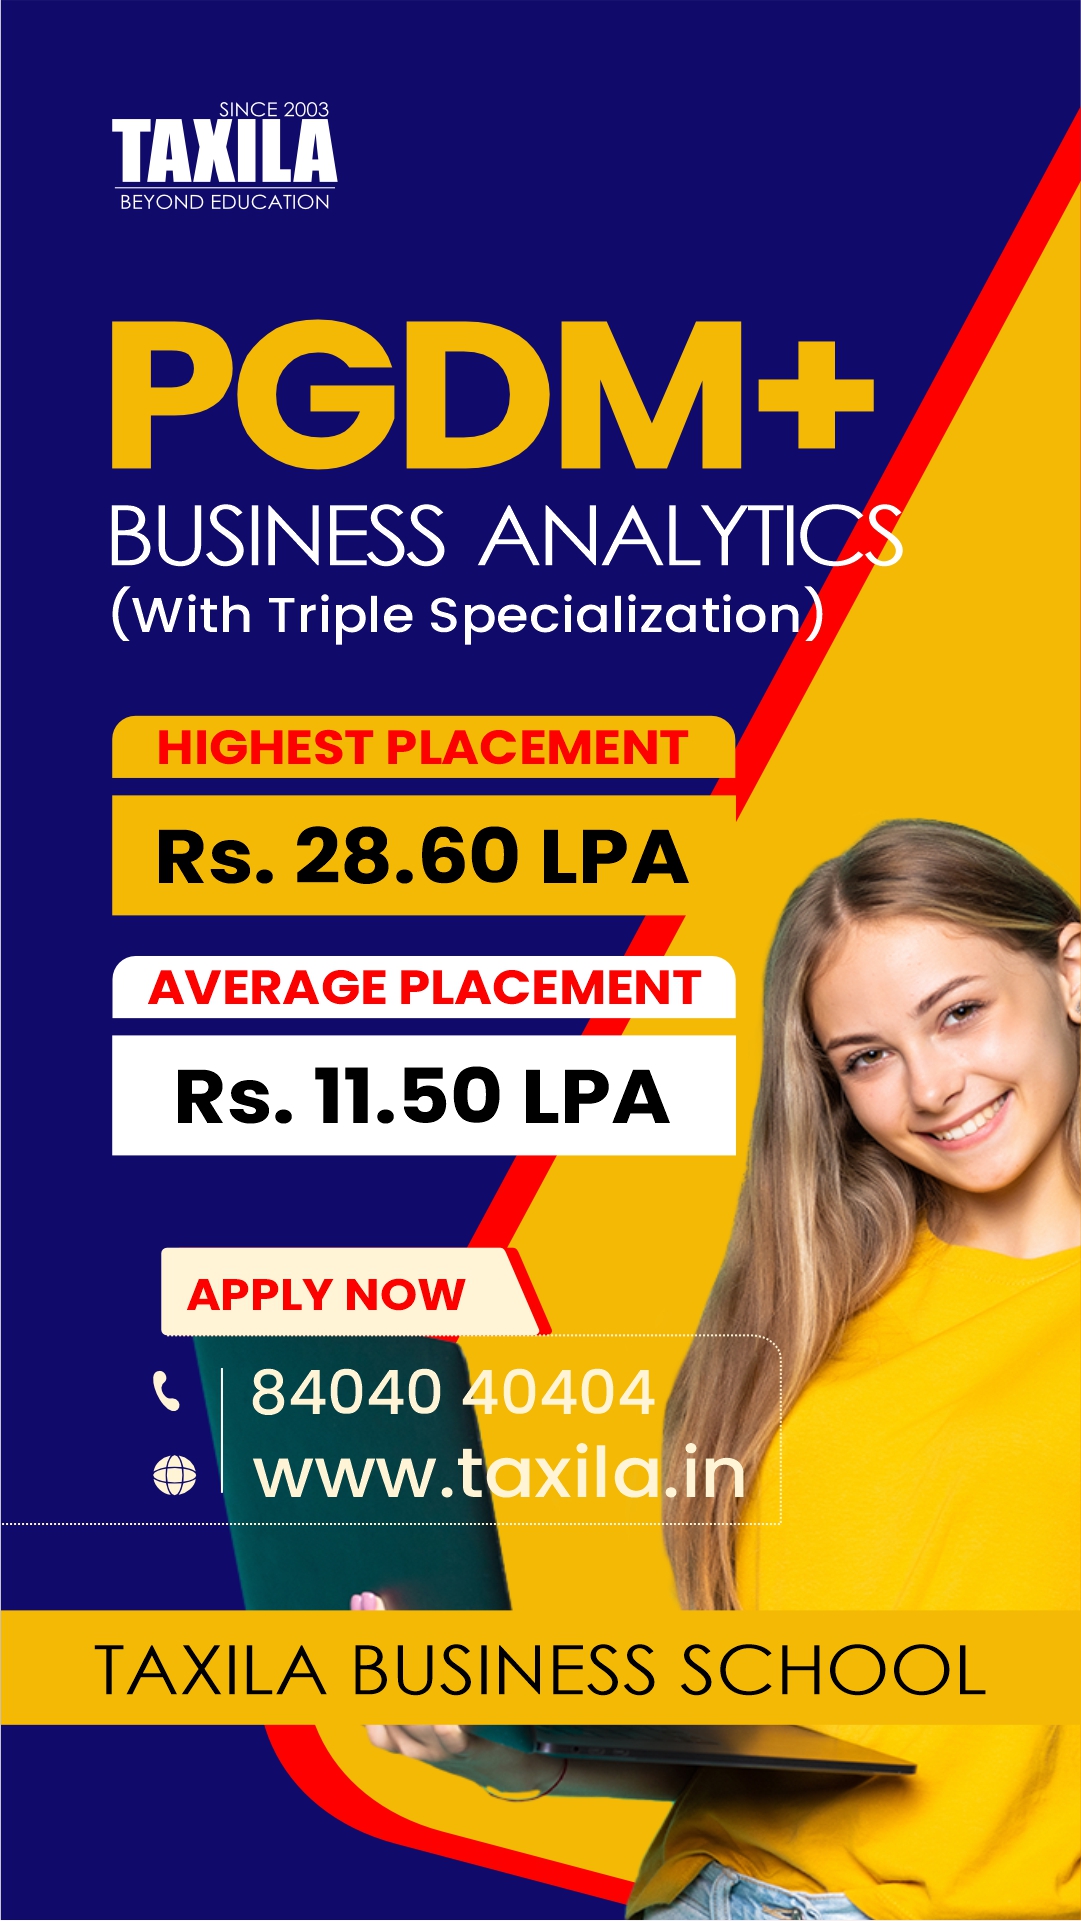 SINCE 2003
TAXILA
BEYOND EDUCATION
PGDM+
BUSINESS ANALYTICS
(With Triple Specialization)
HIGHEST PLACEMENT
Rs. 28.60 LPA
AVERAGE PLACEMENT
Rs. 11.50 LPA
APPLY NOW
84040 40404
www.taxila.in
TAXILA BUSINESS SCHOOL